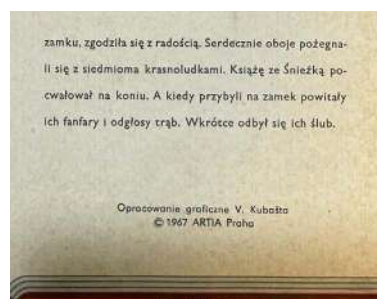 zamku, zgodziła się z radością. Serdecznie oboje pożegna-
li się z siedmioma krasnoludkami. Książę ze Śnieżką po-
cwałował na koniu. A kiedy przybyli na zamek powitały
ich fanfary i odgłosy trąb. Wkrótce odbył się ich ślub.
Opracowanie graficzne V. Kubašta
© 1967 ARTIA Praha